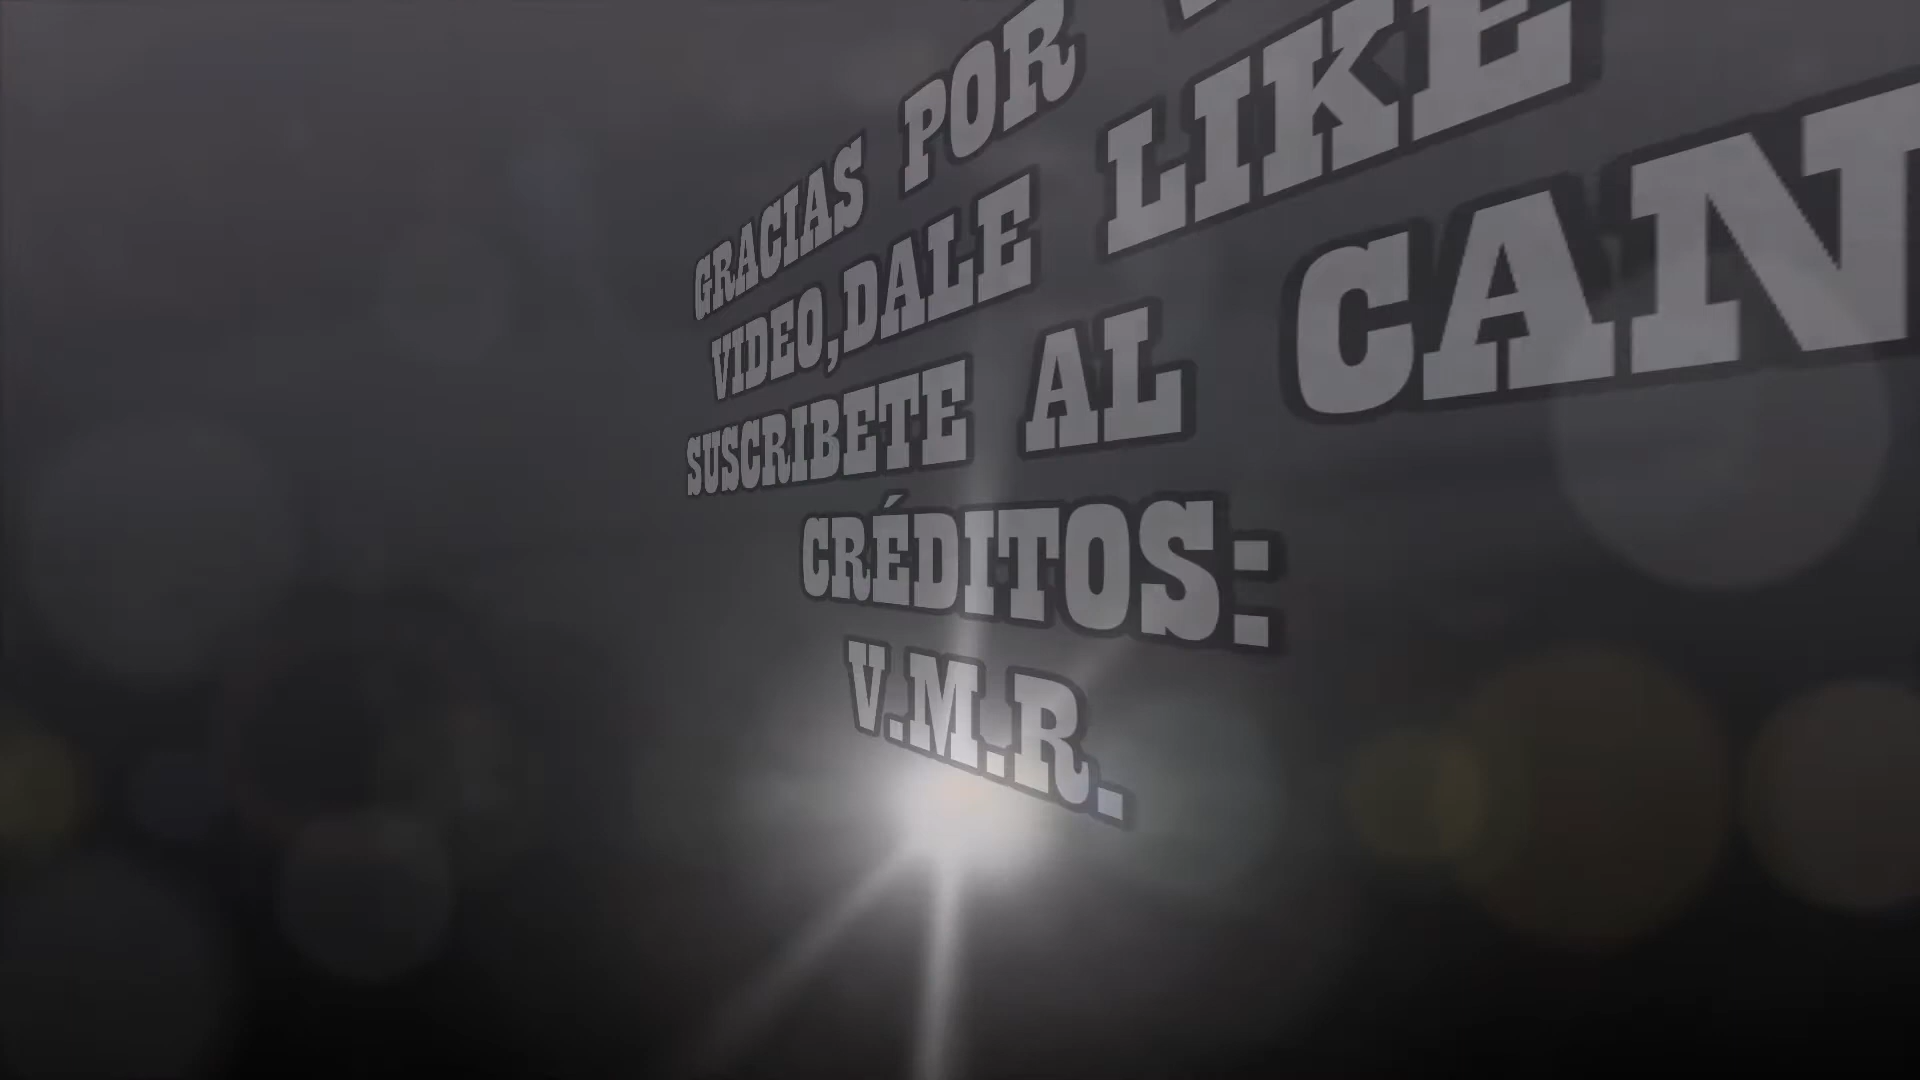 GRACIAS POR
VIDEO,DALE LIKE
SUSCRIBETE AL CAN
CRÉDITOS:
V.M.R.